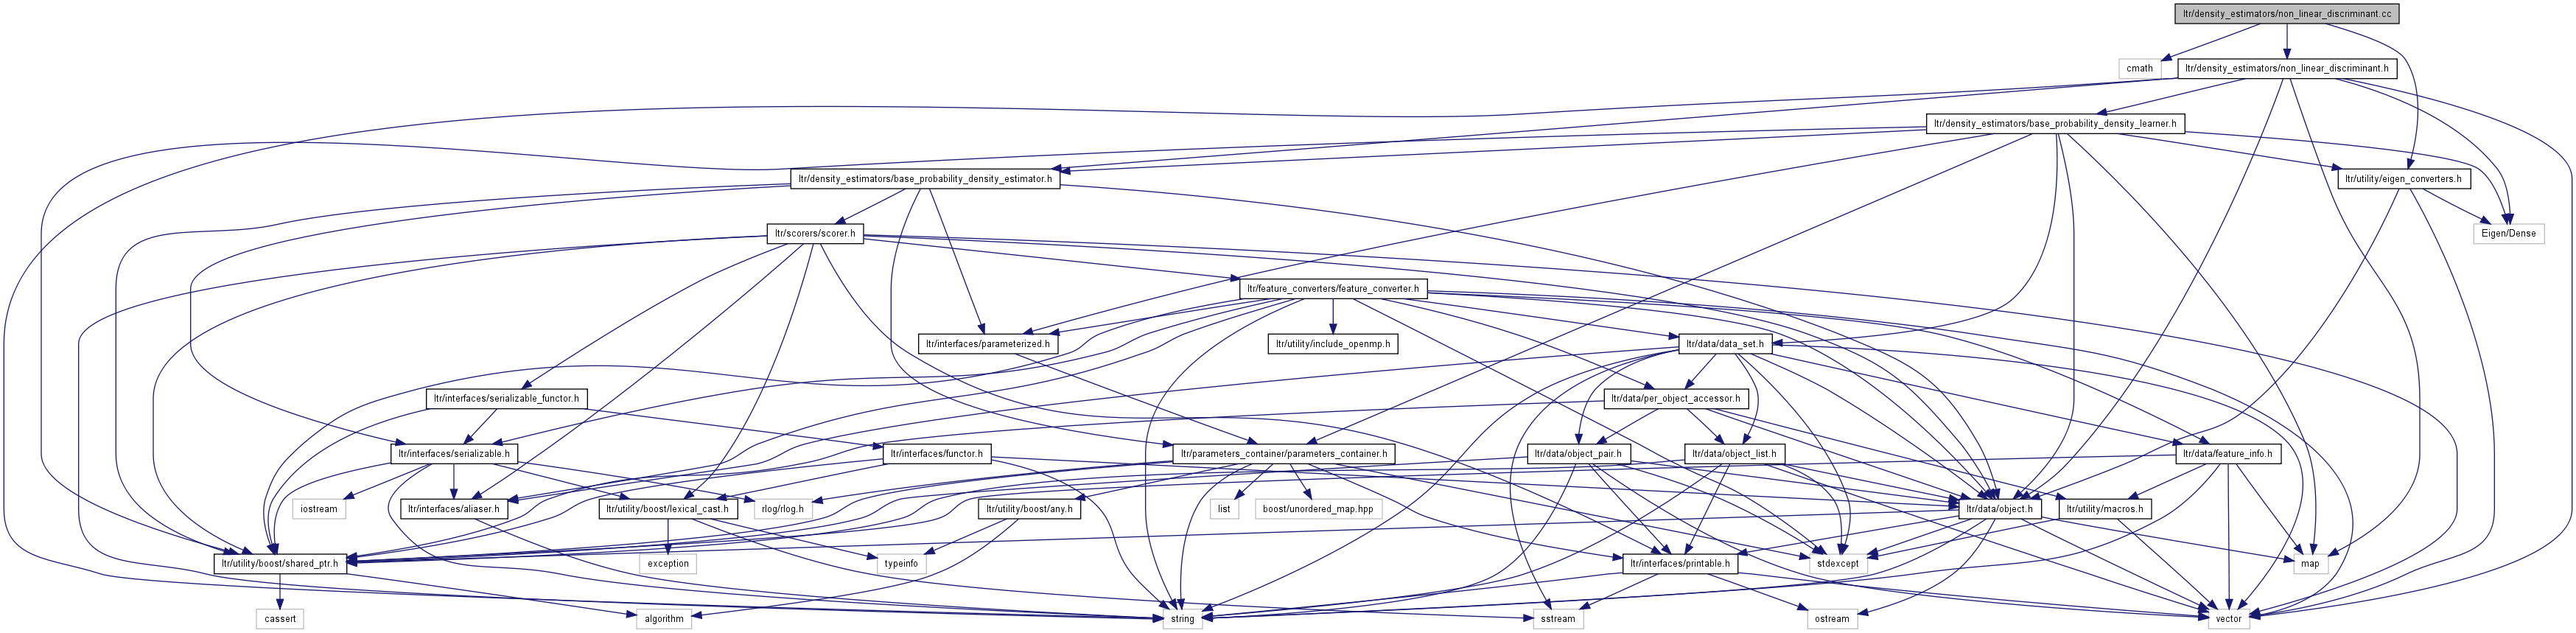 ltr/density_estimators/non_linear_discriminant.cc
cmath
ltr/density_estimators/non_linear_discriminant.h
ltr/density_estimators/base_probability_density_learner.h
ltr/density_estimators/base_probability_density_estimator.h
ltr/utility/eigen_converters.h
ltr/scorers/scorer.h
Eigen/Dense
ltr/feature_converters/feature_converter.h
ltr/interfaces/parameterized.h
ltr/utility/include_openmp.h
ltr/data/data_set.h
ltr/interfaces/serializable_functor.h
ltr/data/per_object_accessor.h
ltr/interfaces/serializable.h
ltr/interfaces/functor.h
ltr/parameters_container/parameters_container.h
ltr/data/object_pair.h
ltr/data/object_list.h
ltr/data/feature_info.h
iostream
ltr/interfaces/aliaser.h
ltr/utility/boost/lexical_cast.h
rlog/rlog.h
ltr/utility/boost/any.h
list
boost/unordered_map.hpp
ltr/data/object.h
ltr/utility/macros.h
ltr/utility/boost/shared_ptr.h
exception
typeinfo
ltr/interfaces/printable.h
stdexcept
map
cassert
algorithm
string
sstream
ostream
vector